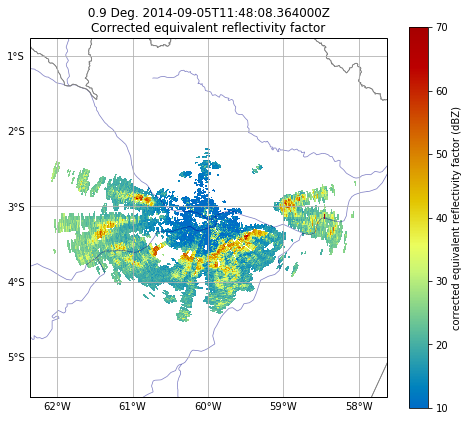 0.9 Deg. 2014-09-05T11:48:08.364000Z
Corrected equivalent reflectivity factor
1°S
2°S
3°S
4°S
5°S
62°W 61°W 60°W 59°W 58°W
70
60
50
40
30
20
10
corrected equivalent reflectivity factor (dBZ)